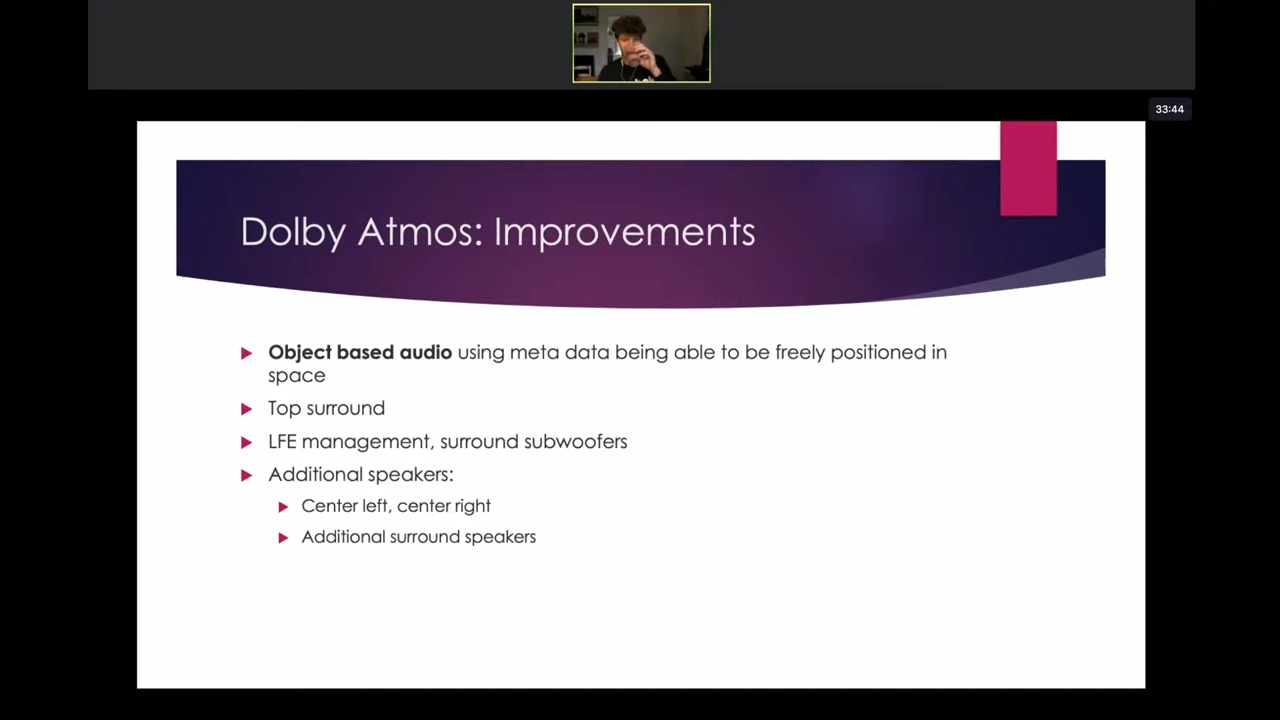 33:44
Dolby Atmos: Improvements
Object based audio using meta data being able to be freely positioned in
space
Top surround
LFE management, surround subwoofers
Additional speakers:
Center left, center right
Additional surround speakers